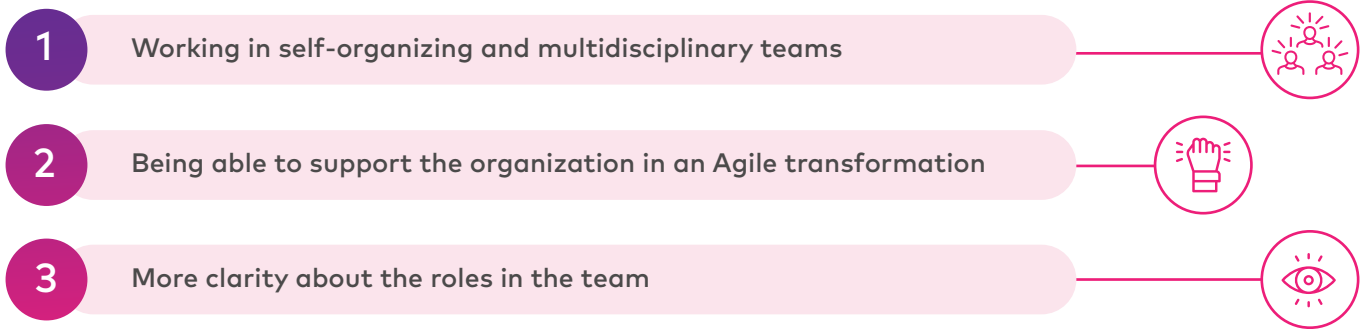 1
Working in self-organizing and multidisciplinary teams
2
Being able to support the organization in an Agile transformation
3
More clarity about the roles in the team